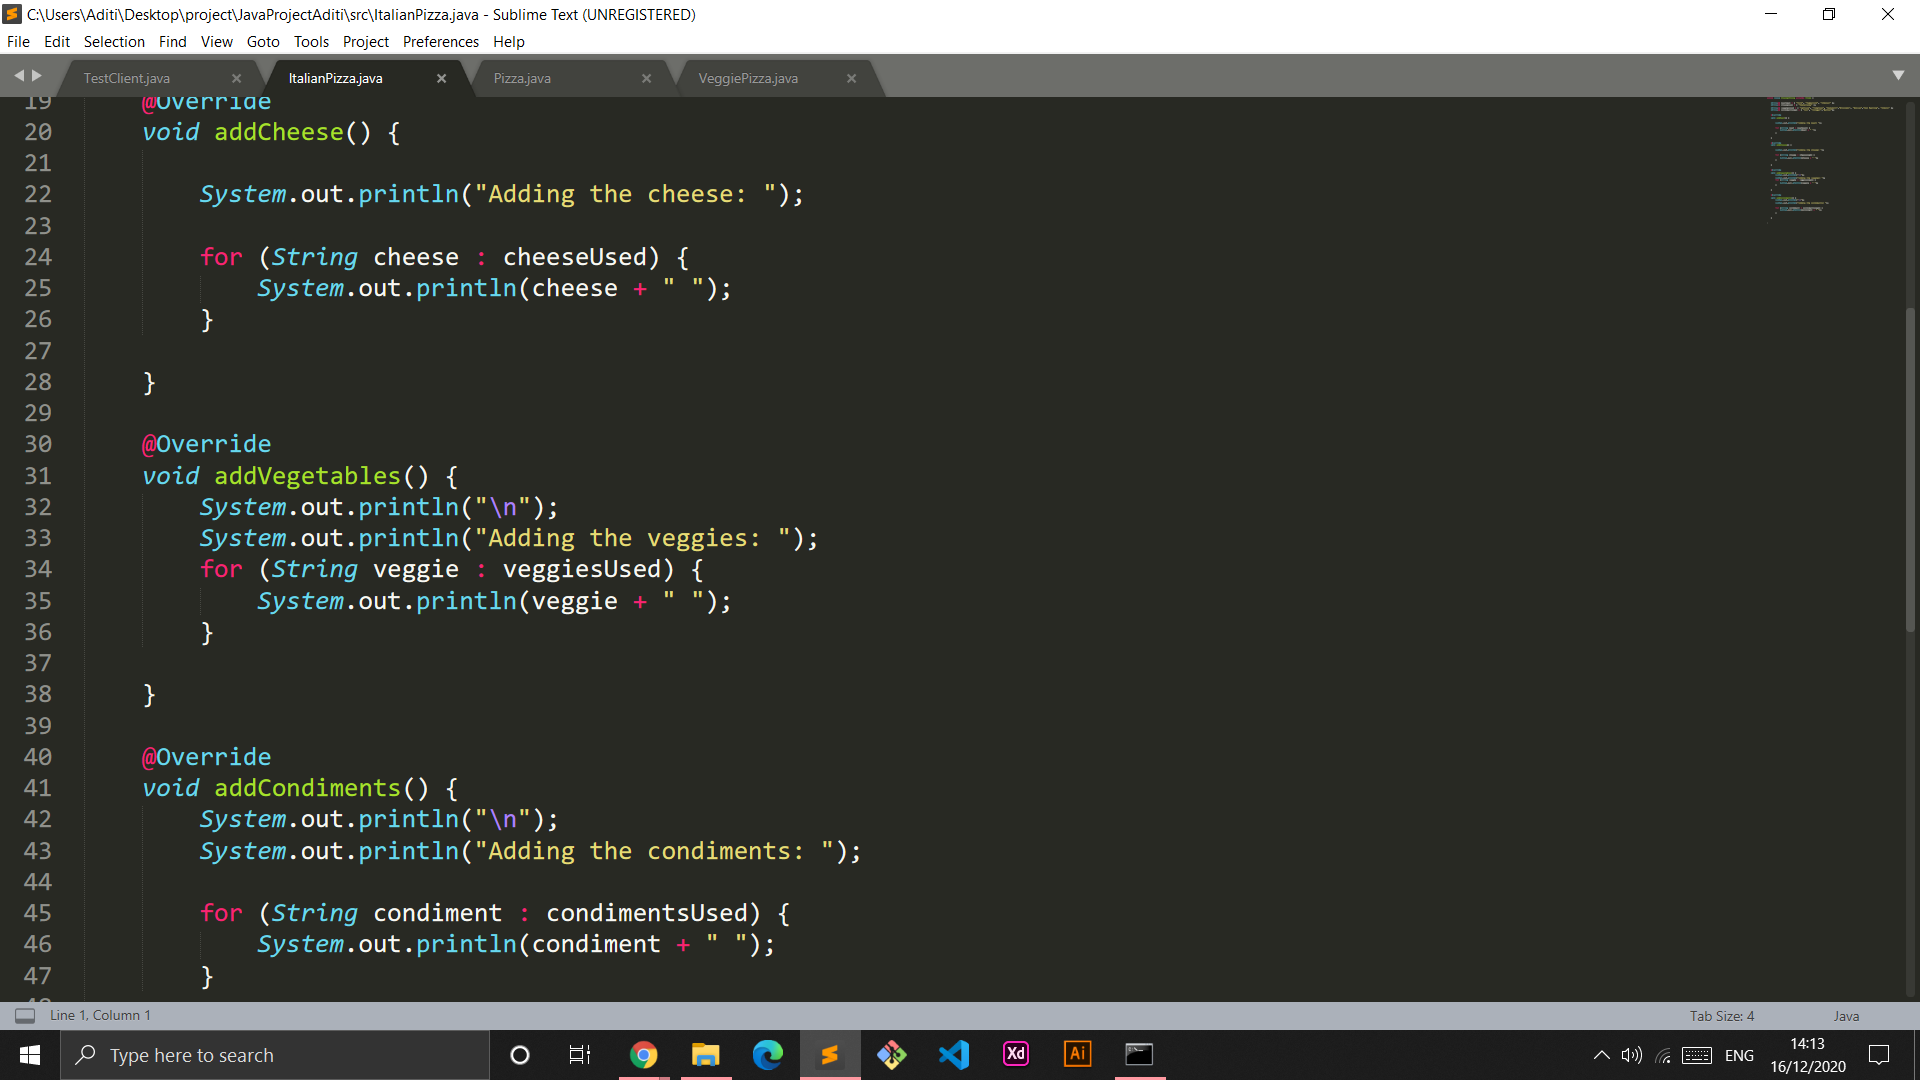 C:\Users\Aditi\Desktop\project\JavaProjectAditi\src\ItalianPizza.java - Sublime Text (UNREGISTERED)
File Edit Selection Find View Goto Tools Project Preferences Help
TestClient.java ItalianPizza.java Pizza.java VeggiePizza.java
19 @Override
20 void addCheese() {
21
22 System.out.println("Adding the cheese: ");
23
24 for (String cheese : cheeseUsed) {
25 System.out.println(cheese + " ");
26 }
27
28 }
29
30 @Override
31 void addVegetables() {
32 System.out.println("\n");
33 System.out.println("Adding the veggies: ");
34 for (String veggie : veggiesUsed) {
35 System.out.println(veggie + " ");
36 }
37
38 }
39
40 @Override
41 void addCondiments() {
42 System.out.println("\n");
43 System.out.println("Adding the condiments: ");
44
45 for (String condiment : condimentsUsed) {
46 System.out.println(condiment + " ");
47 }
48
Line 1, Column 1 Tab Size: 4 Java
Type here to search Xd Ai ENG 14:13
16/12/2020